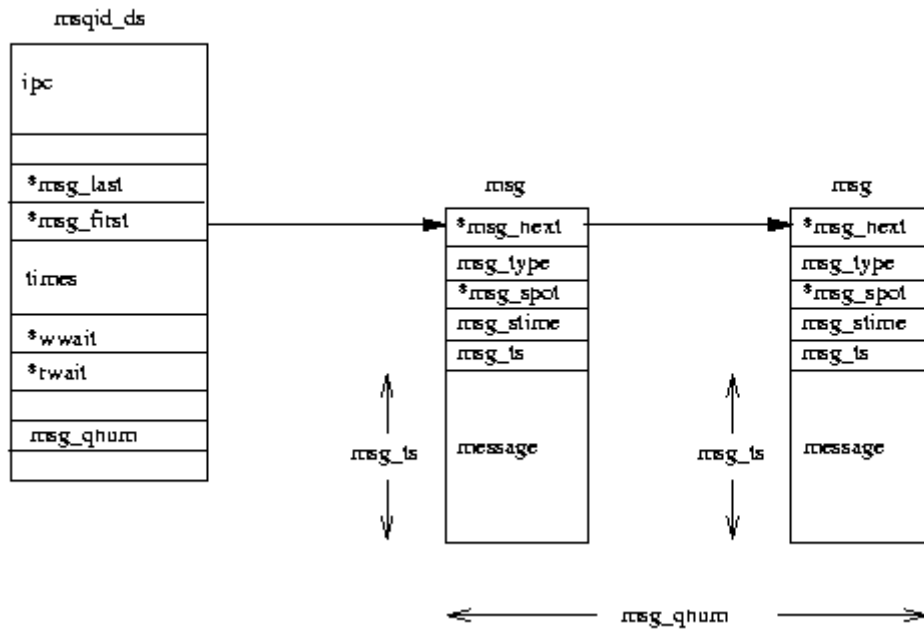 msqid_ds
ipc
*msg_last
*msg_first
times
*wwait
*rwait
msg_qnum
msg
*msg_next
msg_type
*msg_spot
msg_stime
msg_ts
message
msg_ts
msg
*msg_next
msg_type
*msg_spot
msg_stime
msg_ts
message
msg_ts
msg_qnum